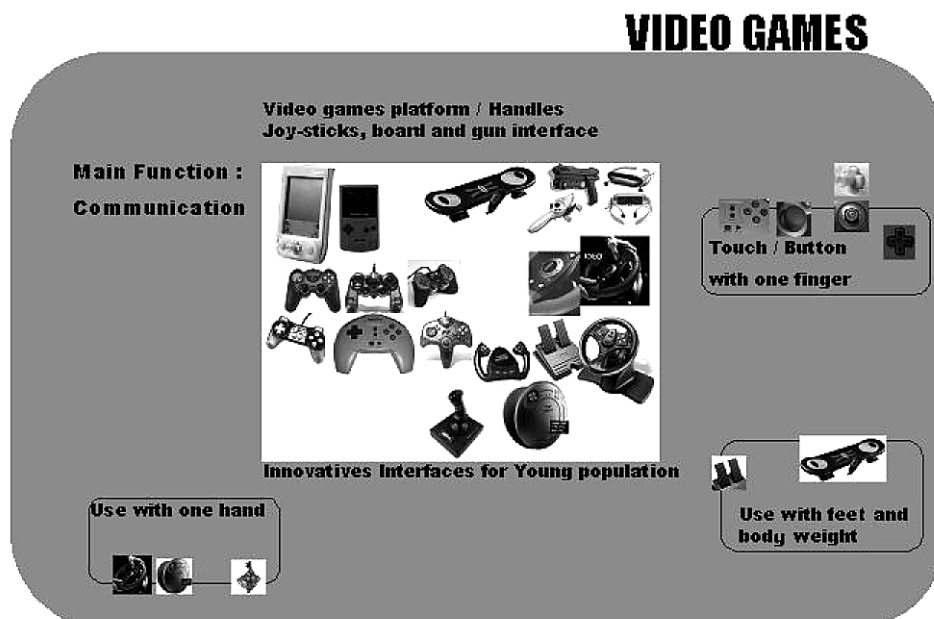 VIDEO GAMES
Video games platform / Handles
Joy-sticks, board and gun interface
Main Function :
Communication
Touch / Button
with one finger
Innovatives Interfaces for Young population
Use with one hand
Use with feet and
body weight